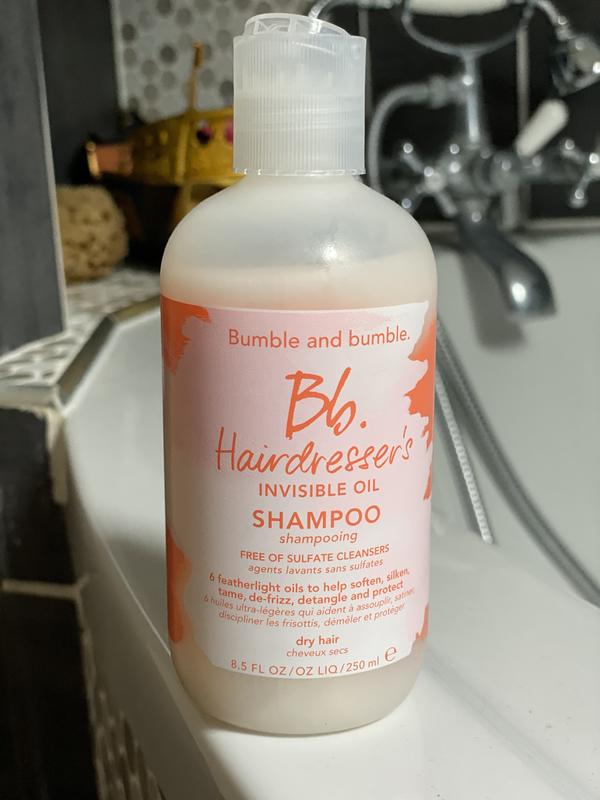 Bumble and bumble.
Bb.
Hairdresser's
INVISIBLE OIL
SHAMPOO
shampooing
FREE OF SULFATE CLEANSERS
agents lavants sans sulfates
6 featherlight oils to help soften, silken,
tame, de-frizz, detangle and protect
6 huiles ultra-légères qui aident à assouplir, satiner,
discipliner les frisottis, démêler et protéger
dry hair
cheveux secs
8.5 FL OZ/OZ LIQ/250 ml ℮